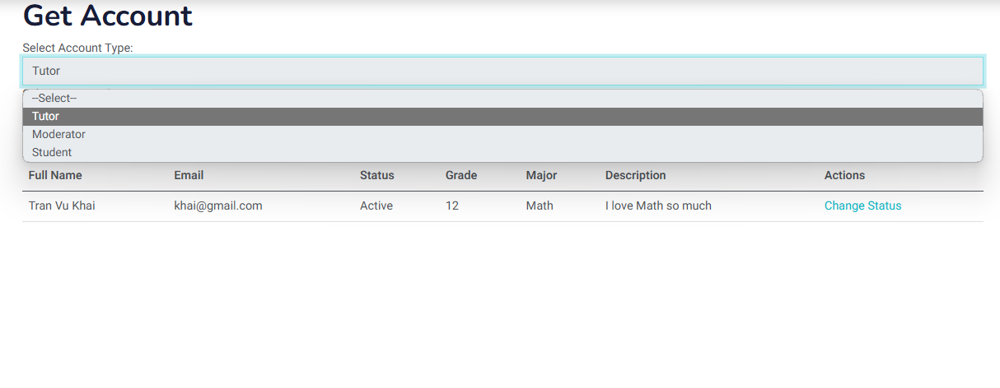 Get Account
Select Account Type:
Tutor
--Select--
Tutor
Moderator
Student
Full Name Email Status Grade Major Description Actions
Tran Vu Khai khai@gmail.com Active 12 Math I love Math so much Change Status